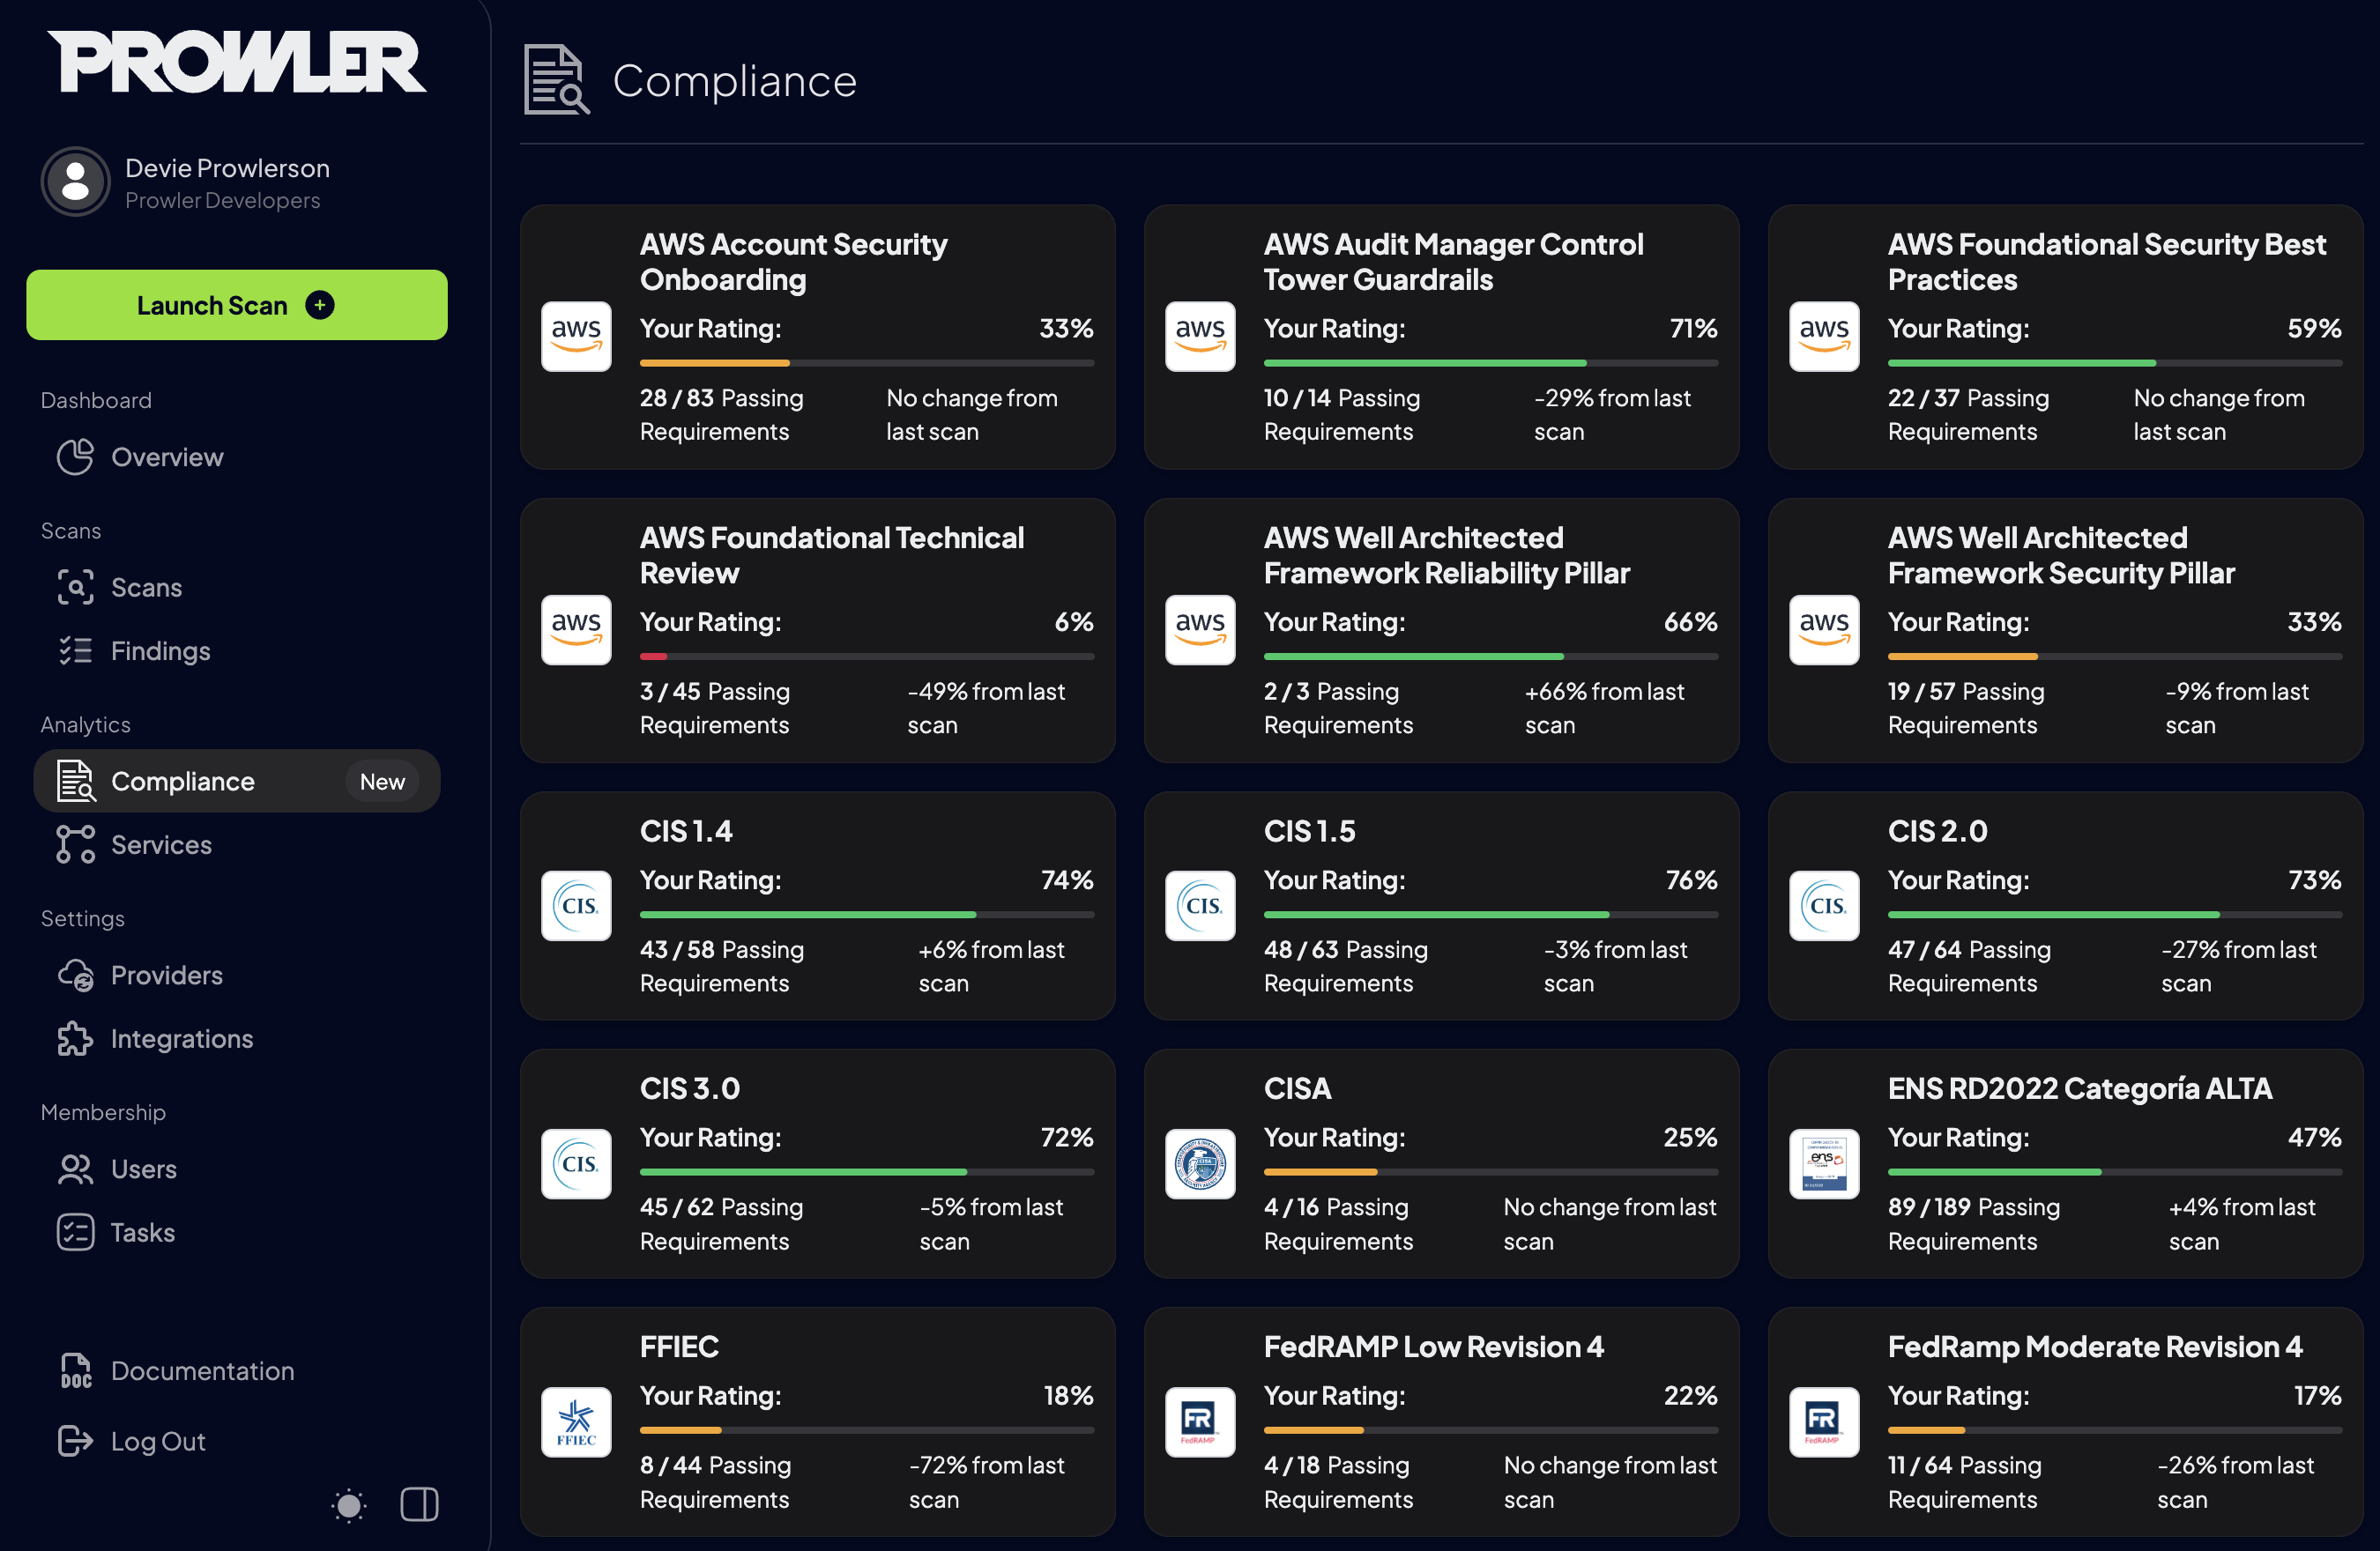 PROWLER
Devie Prowlerson
Prowler Developers
Launch Scan
Dashboard
Overview
Scans
Scans
Findings
Analytics
Compliance New
Services
Settings
Providers
Integrations
Membership
Users
Tasks
DOC Documentation
Log Out
Compliance
aws
AWS Account Security
Onboarding
Your Rating: 33%
28 / 83 Passing
Requirements
No change from
last scan
aws
AWS Audit Manager Control
Tower Guardrails
Your Rating: 71%
10 / 14 Passing
Requirements
-29% from last
scan
aws
AWS Foundational Security Best
Practices
Your Rating: 59%
22 / 37 Passing
Requirements
No change from
last scan
aws
AWS Foundational Technical
Review
Your Rating: 6%
3 / 45 Passing
Requirements
-49% from last
scan
aws
AWS Well Architected
Framework Reliability Pillar
Your Rating: 66%
2 / 3 Passing
Requirements
+66% from last
scan
aws
AWS Well Architected
Framework Security Pillar
Your Rating: 33%
19 / 57 Passing
Requirements
-9% from last
scan
CIS.
CIS 1.4
Your Rating: 74%
43 / 58 Passing
Requirements
+6% from last
scan
CIS.
CIS 1.5
Your Rating: 76%
48 / 63 Passing
Requirements
-3% from last
scan
CIS.
CIS 2.0
Your Rating: 73%
47 / 64 Passing
Requirements
-27% from last
scan
CIS.
CIS 3.0
Your Rating: 72%
45 / 62 Passing
Requirements
-5% from last
scan
CISA
Your Rating: 25%
4 / 16 Passing
Requirements
No change from last
scan
ens
ENS RD2022 Categoría ALTA
Your Rating: 47%
89 / 189 Passing
Requirements
+4% from last
scan
FFIEC
FFIEC
Your Rating: 18%
8 / 44 Passing
Requirements
-72% from last
scan
FR
FedRAMP
FedRAMP Low Revision 4
Your Rating: 22%
4 / 18 Passing
Requirements
No change from last
scan
FR
FedRAMP
FedRamp Moderate Revision 4
Your Rating: 17%
11 / 64 Passing
Requirements
-26% from last
scan